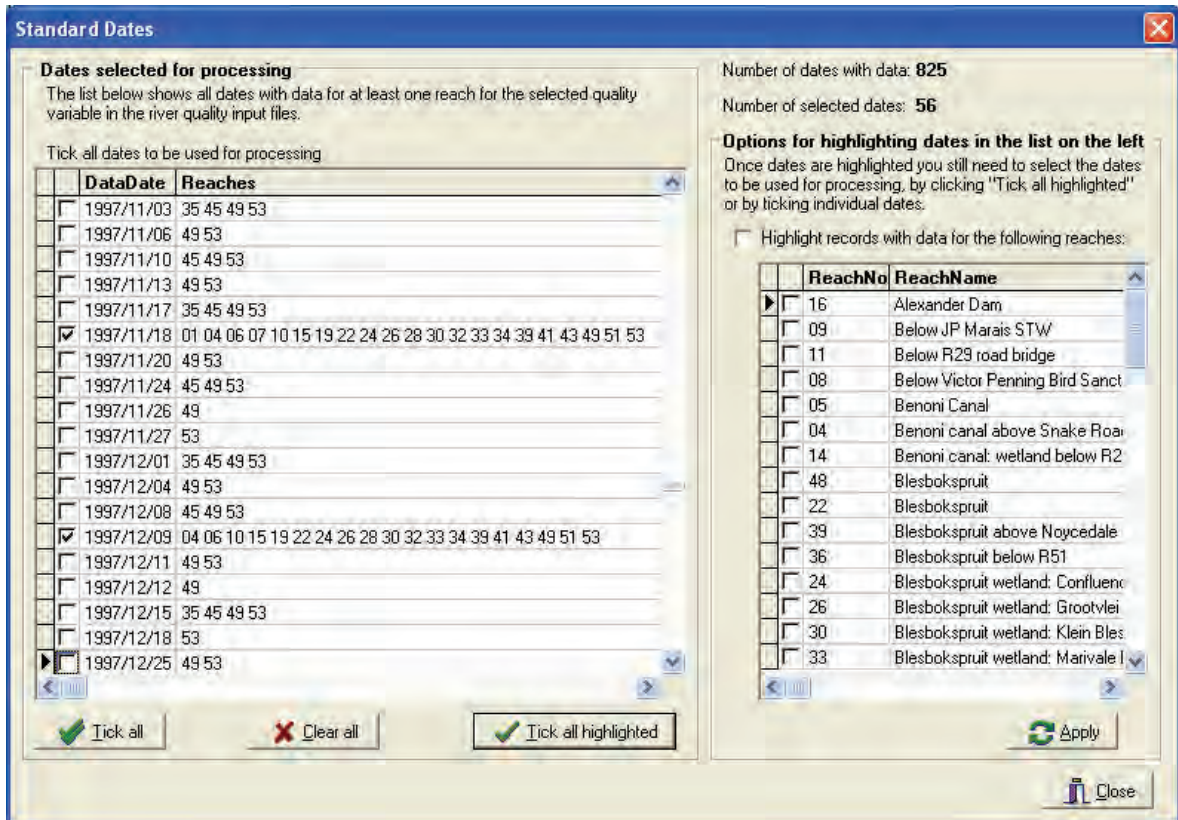 Standard Dates
Dates selected for processing
The list below shows all dates with data for at least one reach for the selected quality
variable in the river quality input files.
Tick all dates to be used for processing
DataDate Reaches
1997/11/03 35 45 49 53
1997/11/06 49 53
1997/11/10 45 49 53
1997/11/13 49 53
1997/11/17 35 45 49 53
1997/11/18 01 04 06 07 10 15 19 22 24 26 28 30 32 33 34 39 41 43 49 51 53
1997/11/20 49 53
1997/11/24 45 49 53
1997/11/26 49
1997/11/27 53
1997/12/01 35 45 49 53
1997/12/04 49 53
1997/12/08 45 49 53
1997/12/09 04 06 10 15 19 22 24 26 28 30 32 33 34 39 41 43 49 51 53
1997/12/11 49 53
1997/12/12 49
1997/12/15 35 45 49 53
1997/12/18 53
1997/12/25 49 53
Tick all
Clear all
Tick all highlighted
Number of dates with data: 825
Number of selected dates: 56
Options for highlighting dates in the list on the left
Once dates are highlighted you still need to select the dates
to be used for processing, by clicking "Tick all highlighted"
or by ticking individual dates.
Highlight records with data for the following reaches:
ReachNo ReachName
16 Alexander Dam
09 Below JP Marais STW
11 Below R29 road bridge
08 Below Victor Penning Bird Sanct
05 Benoni Canal
04 Benoni canal above Snake Roa
14 Benoni canal: wetland below R2
48 Blesbokspruit
22 Blesbokspruit
39 Blesbokspruit above Noycedale
36 Blesbokspruit below R51
24 Blesbokspruit wetland: Confluenc
26 Blesbokspruit wetland: Grootvlei
30 Blesbokspruit wetland: Klein Bles
33 Blesbokspruit wetland: Marivale
Apply
Close